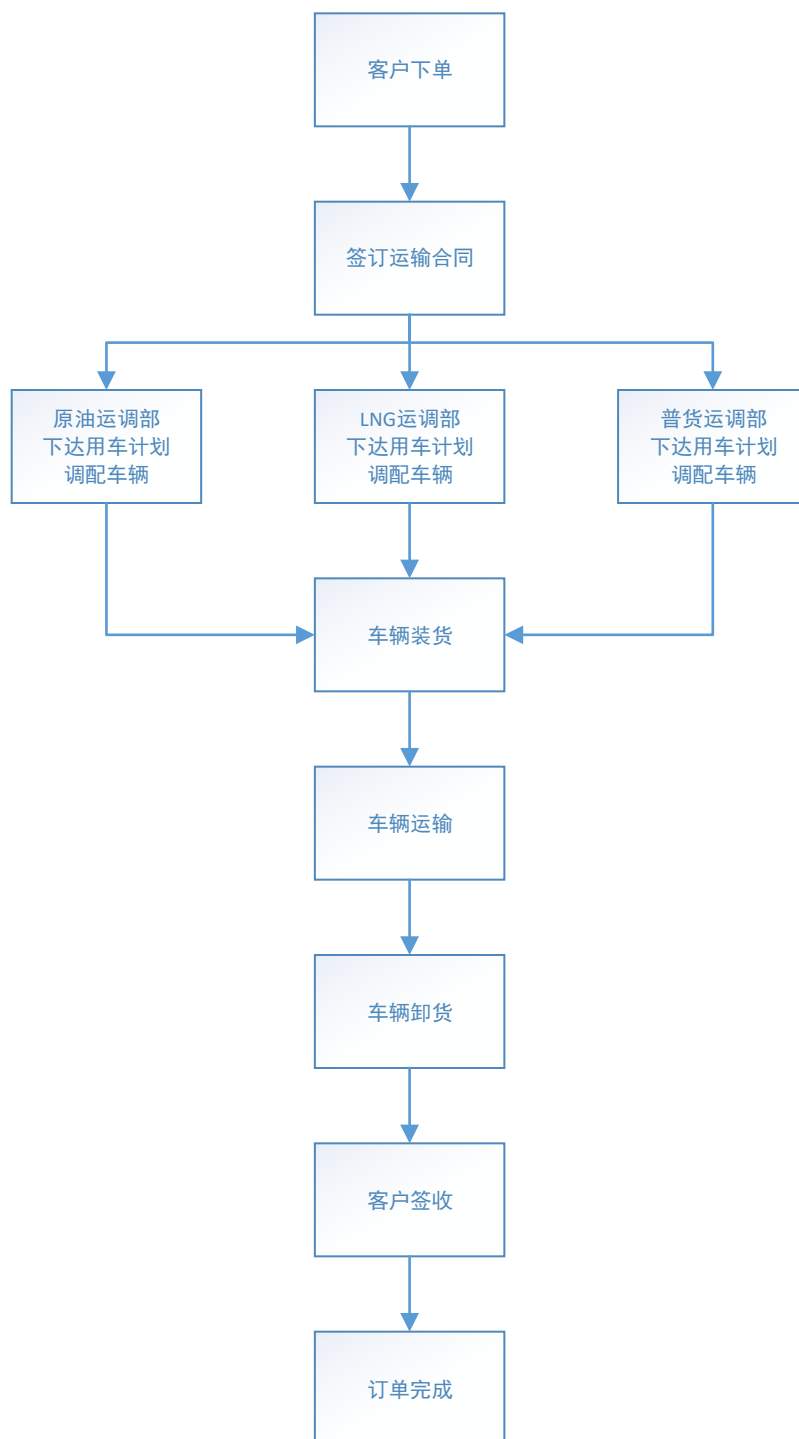 客户下单
签订运输合同
原油运调部
下达用车计划
调配车辆
LNG运调部
下达用车计划
调配车辆
普货运调部
下达用车计划
调配车辆
车辆装货
车辆运输
车辆卸货
客户签收
订单完成